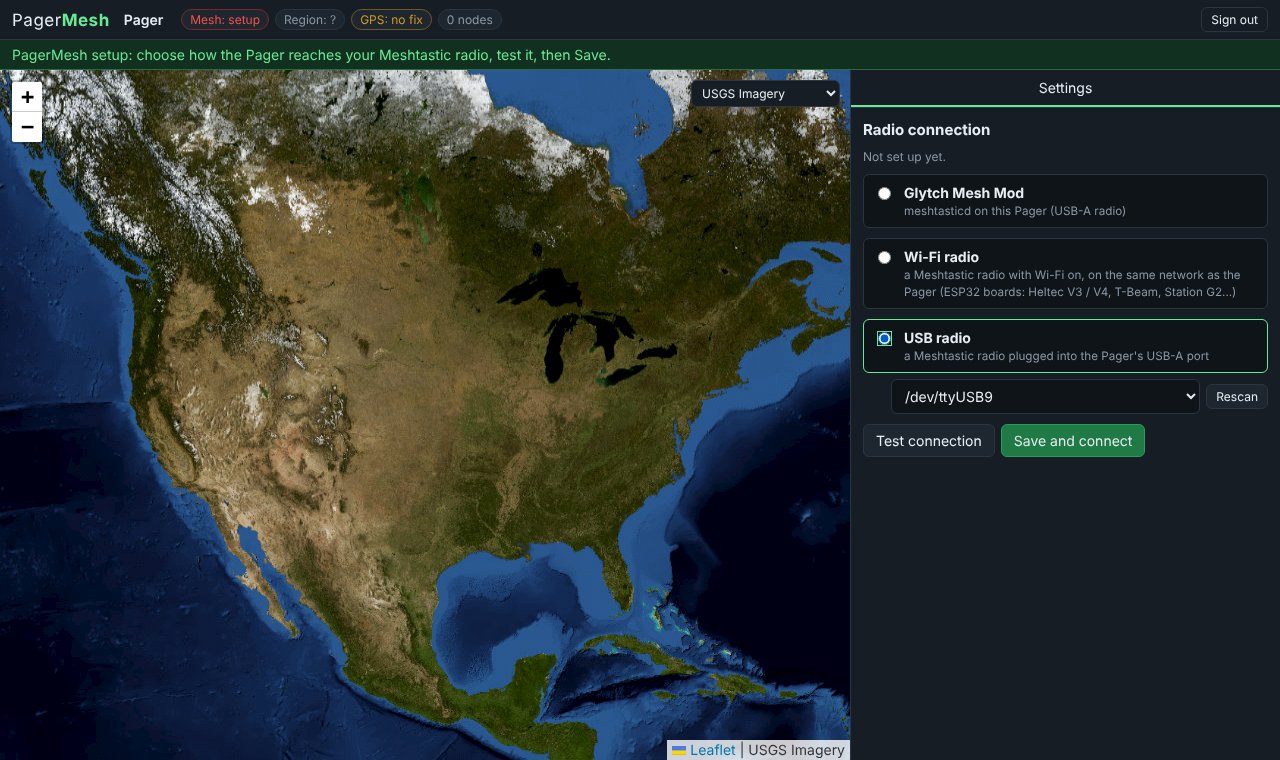 PagerMesh Pager Mesh: setup Region: ? GPS: no fix 0 nodes Sign out
PagerMesh setup: choose how the Pager reaches your Meshtastic radio, test it, then Save.
+
−
USGS Imagery
Settings
Radio connection
Not set up yet.
Glytch Mesh Mod
meshtasticd on this Pager (USB-A radio)
Wi-Fi radio
a Meshtastic radio with Wi-Fi on, on the same network as the
Pager (ESP32 boards: Heltec V3 / V4, T-Beam, Station G2...)
USB radio
a Meshtastic radio plugged into the Pager's USB-A port
/dev/ttyUSB9 Rescan
Test connection Save and connect
Leaflet | USGS Imagery